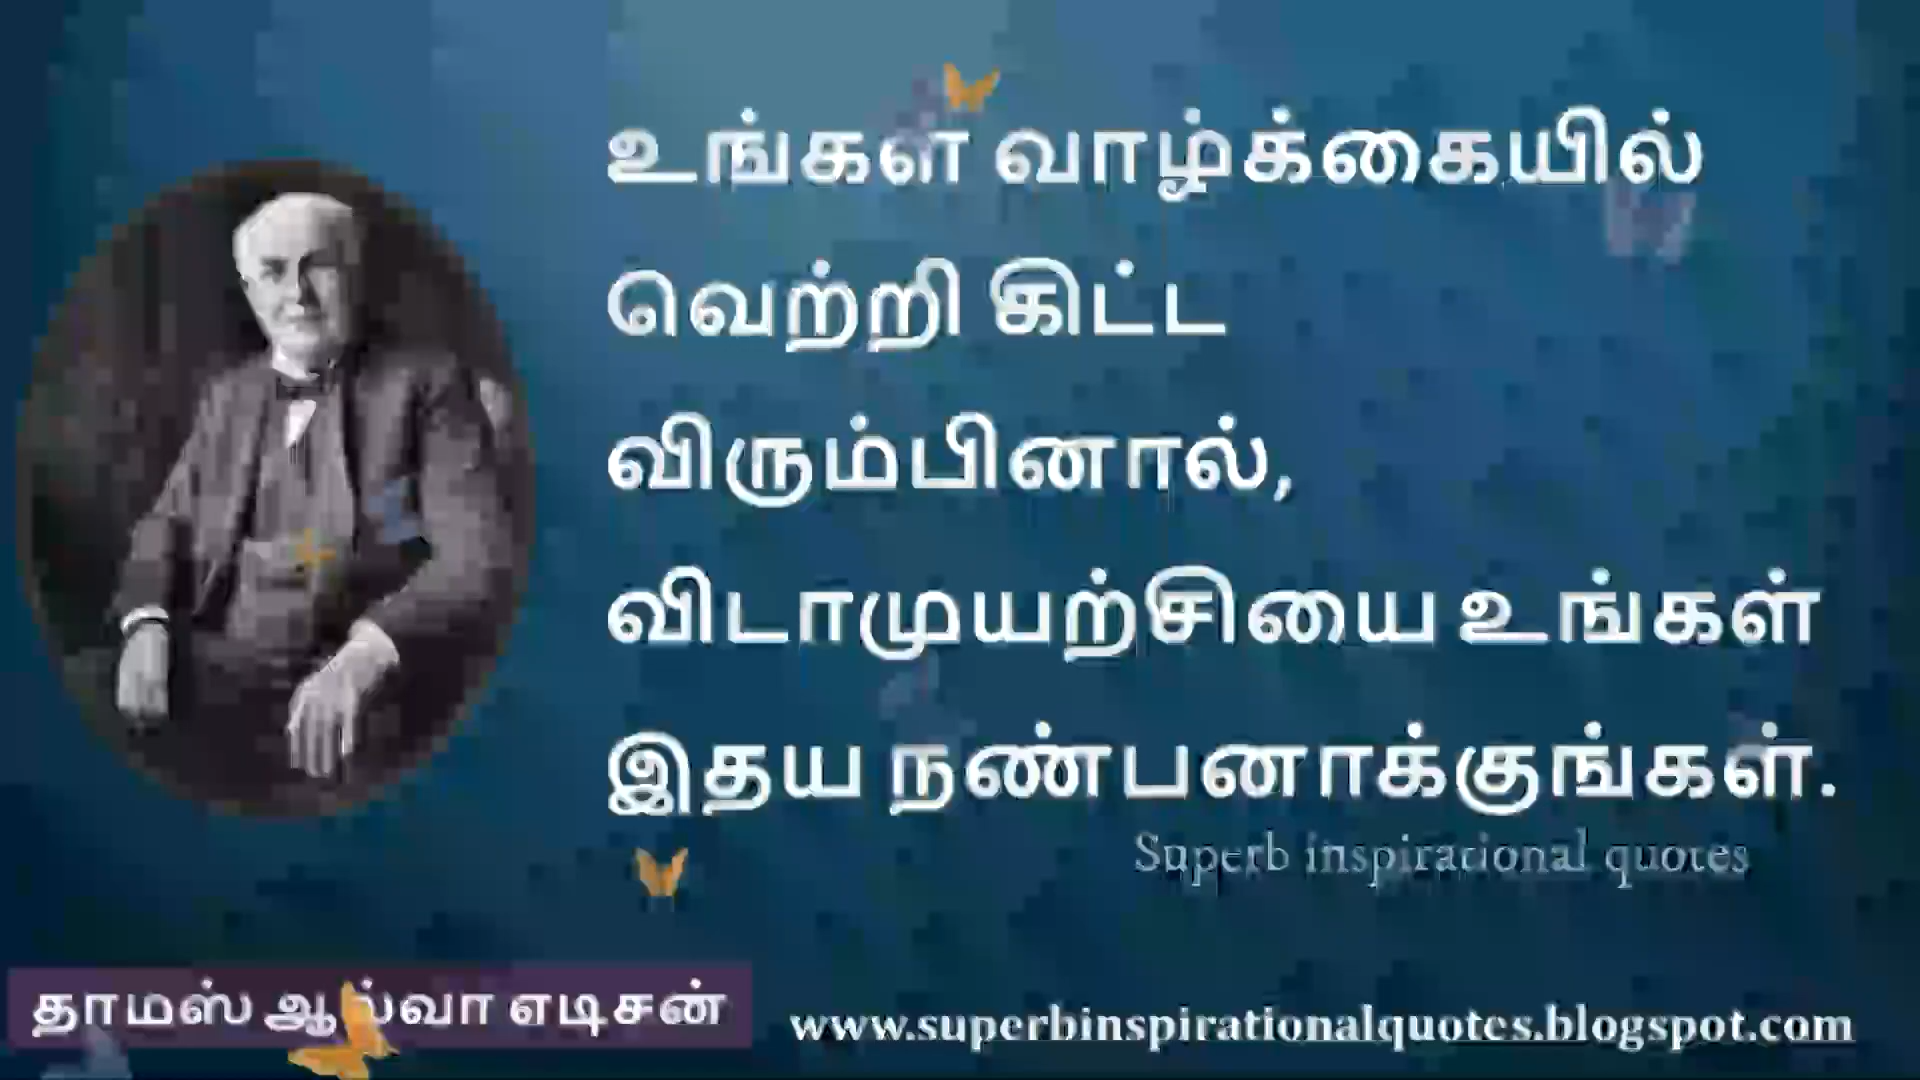 உங்கள் வாழ்க்கையில்
வெற்றி கிட்ட
விரும்பினால்,
விடாமுயற்சியை உங்கள்
இதய நண்பனாக்குங்கள்.
Superb inspirational quotes
தாமஸ் ஆல்வா எடிசன்
www.superbinspirationalquotes.blogspot.com